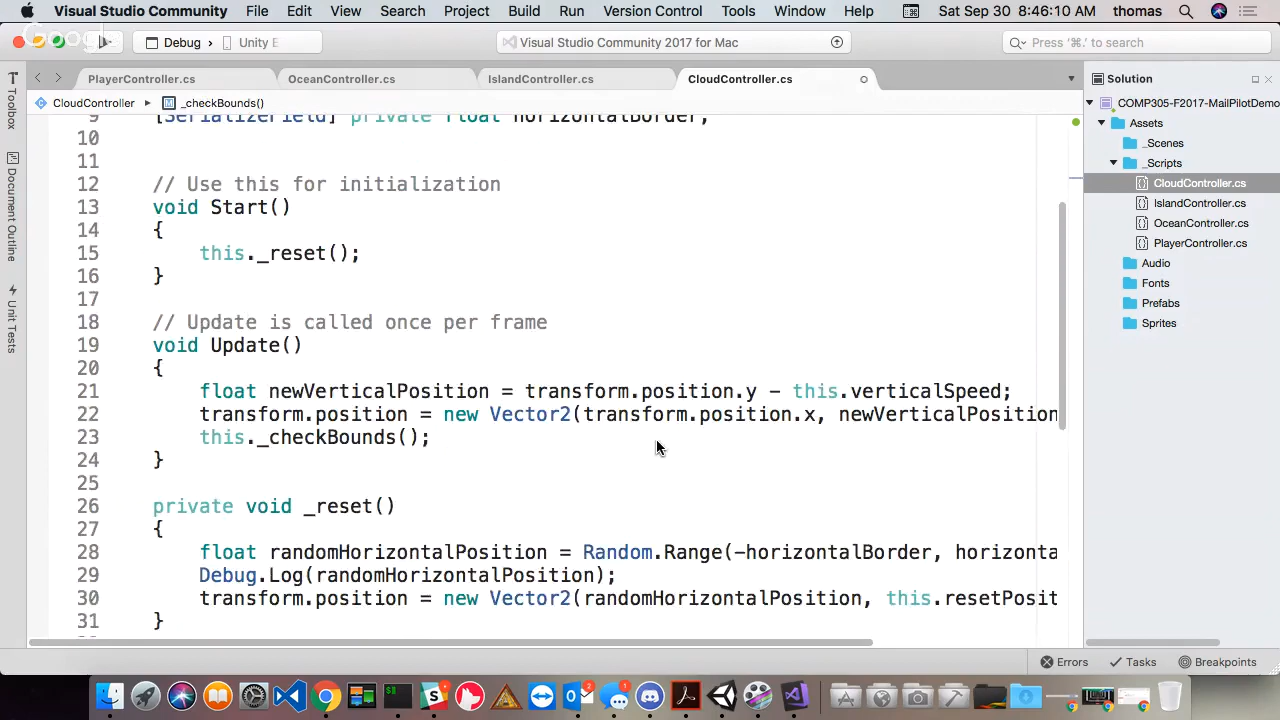 Visual Studio Community File Edit View Search Project Build Run Version Control Tools Window Help Sat Sep 30 8:46:10 AM thomas
Google
Debug › Unity E
Visual Studio Community 2017 for Mac
Press '⌘.' to search
PlayerController.cs OceanController.cs IslandController.cs CloudController.cs
CloudController ▸ _checkBounds()
9 [SerializeField] private float horizontalBorder;
10
11
12 // Use this for initialization
13 void Start()
14 {
15 this._reset();
16 }
17
18 // Update is called once per frame
19 void Update()
20 {
21 float newVerticalPosition = transform.position.y - this.verticalSpeed;
22 transform.position = new Vector2(transform.position.x, newVerticalPosition
23 this._checkBounds();
24 }
25
26 private void _reset()
27 {
28 float randomHorizontalPosition = Random.Range(-horizontalBorder, horizonta
29 Debug.Log(randomHorizontalPosition);
30 transform.position = new Vector2(randomHorizontalPosition, this.resetPosit
31 }
Toolbox
Document Outline
Unit Tests
Solution
COMP305-F2017-MailPilotDemo
Assets
_Scenes
_Scripts
CloudController.cs
IslandController.cs
OceanController.cs
PlayerController.cs
Audio
Fonts
Prefabs
Sprites
Errors Tasks Breakpoints